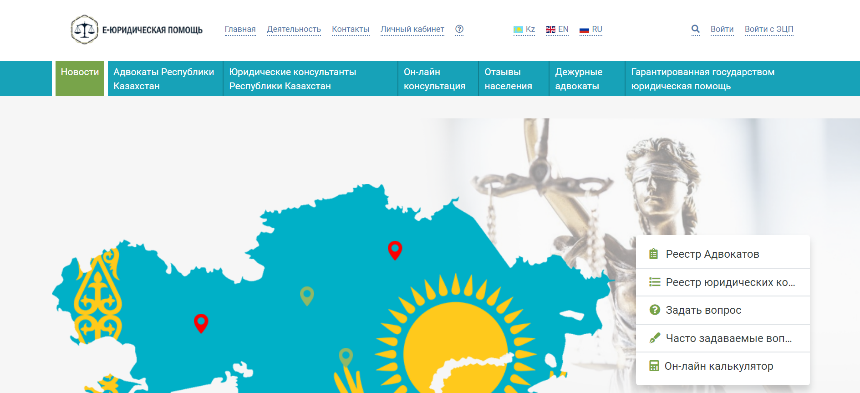 Е-ЮРИДИЧЕСКАЯ ПОМОЩЬ
Главная Деятельность Контакты Личный кабинет
Kz EN RU
Войти Войти с ЭЦП
Новости
Адвокаты Республики
Казахстан
Юридические консультанты
Республики Казахстан
Он-лайн
консультация
Отзывы
населения
Дежурные
адвокаты
Гарантированная государством
юридическая помощь
Реестр Адвокатов
Реестр юридических ко...
Задать вопрос
Часто задаваемые воп...
Он-лайн калькулятор